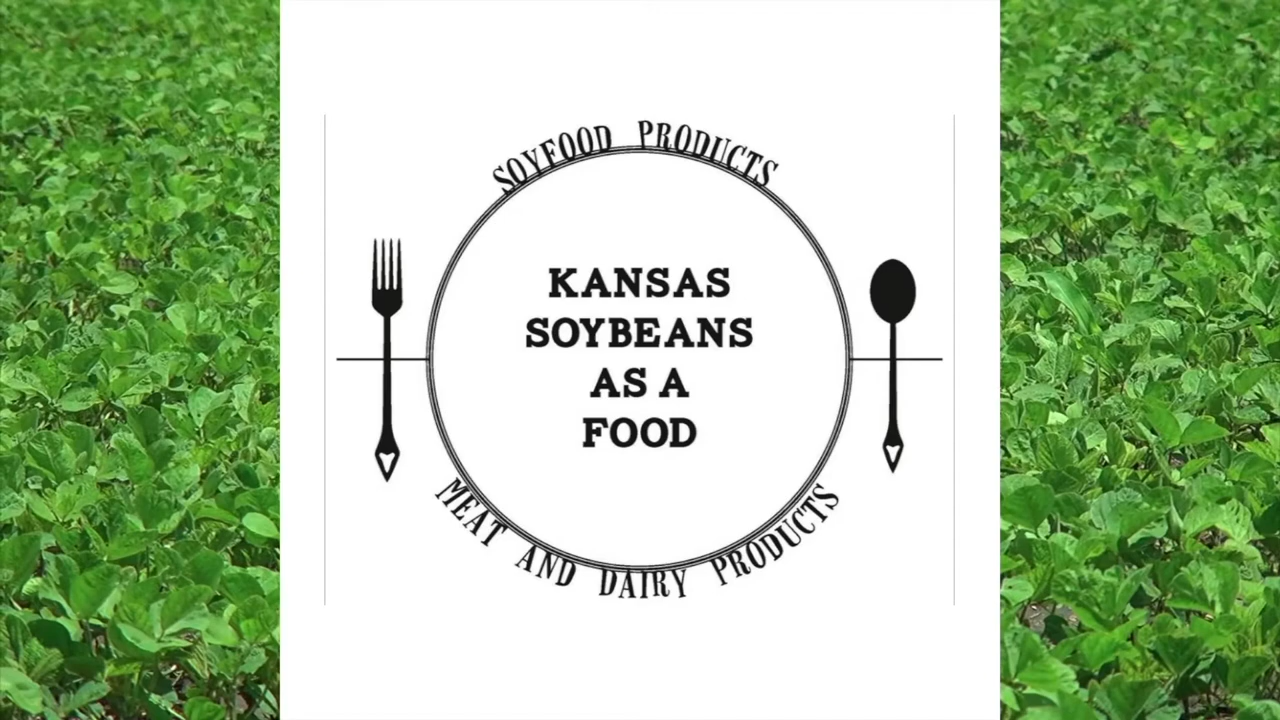 SOYFOOD PRODUCTS
KANSAS
SOYBEANS
AS A
FOOD
MEAT AND DAIRY PRODUCTS